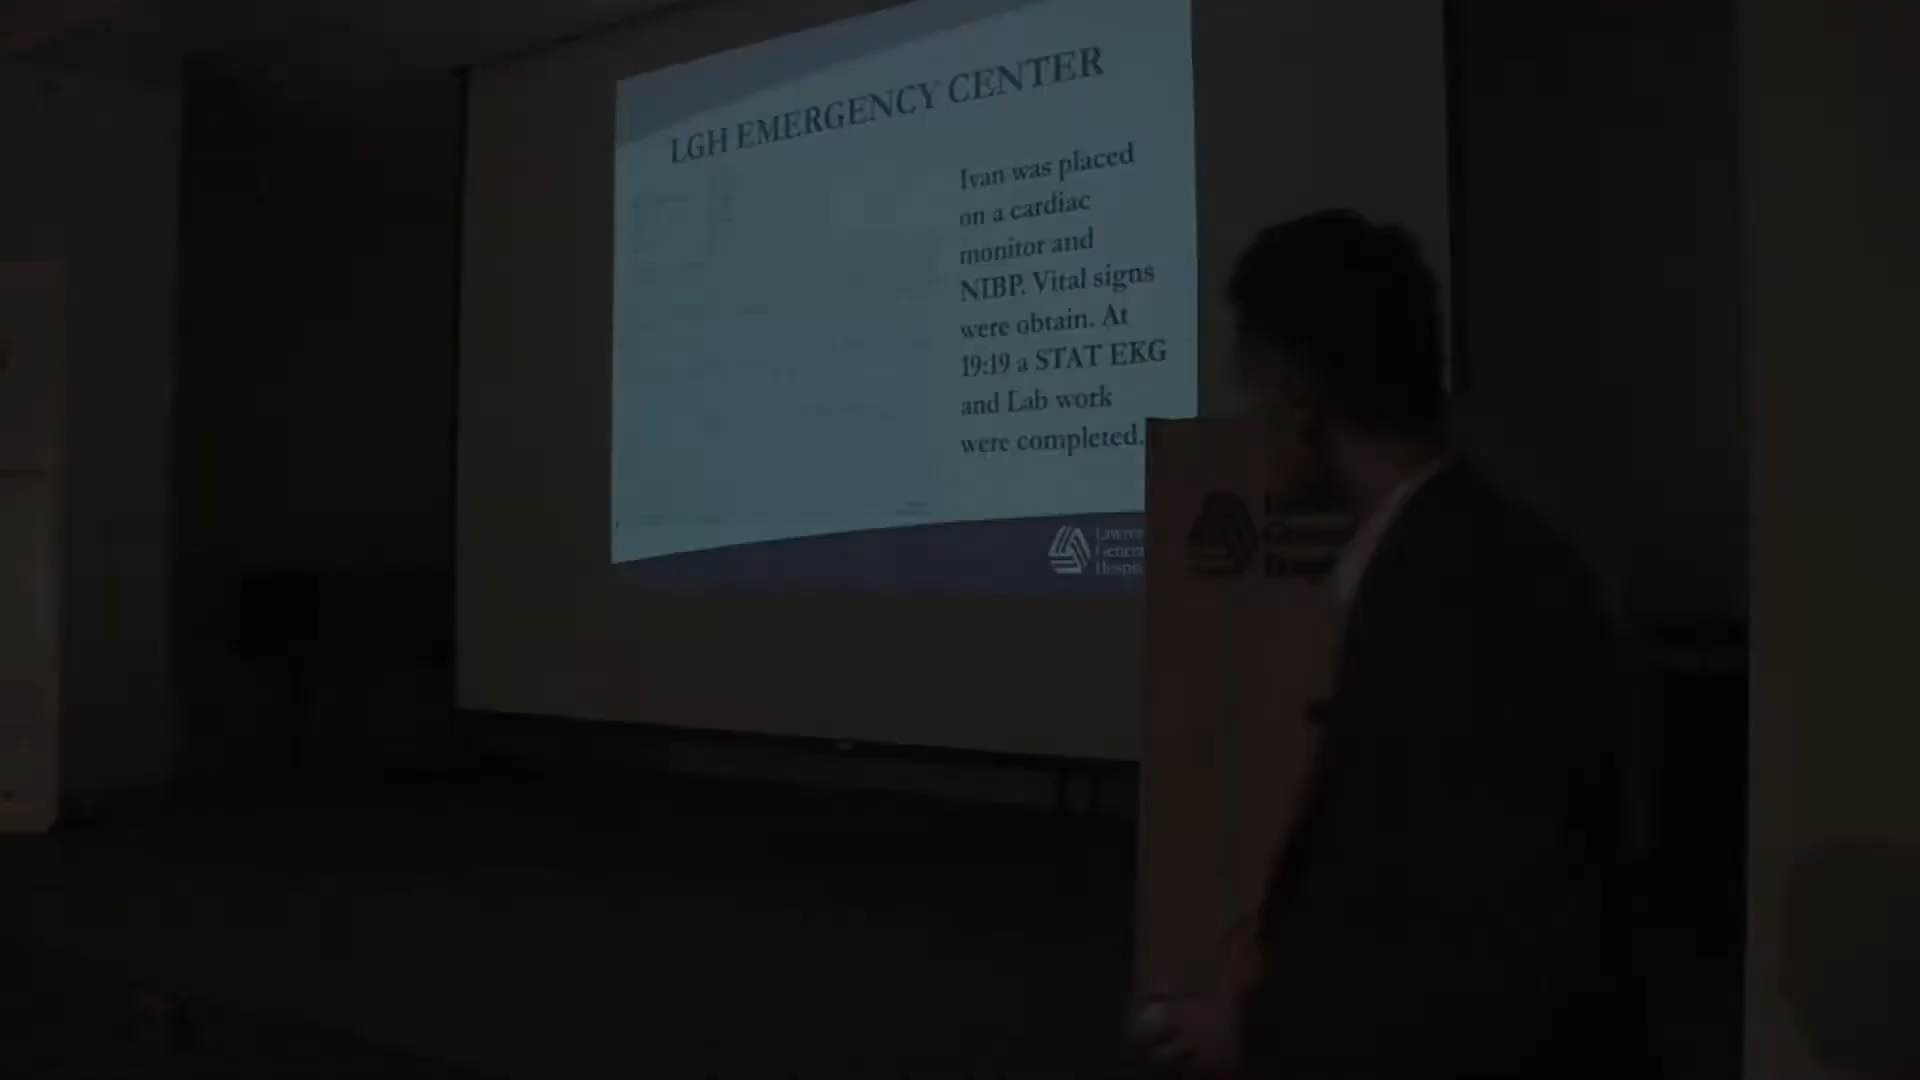 LGH EMERGENCY CENTER
Ivan was placed
on a cardiac
monitor and
NIBP. Vital signs
were obtain. At
19:19 a STAT EKG
and Lab work
were completed.